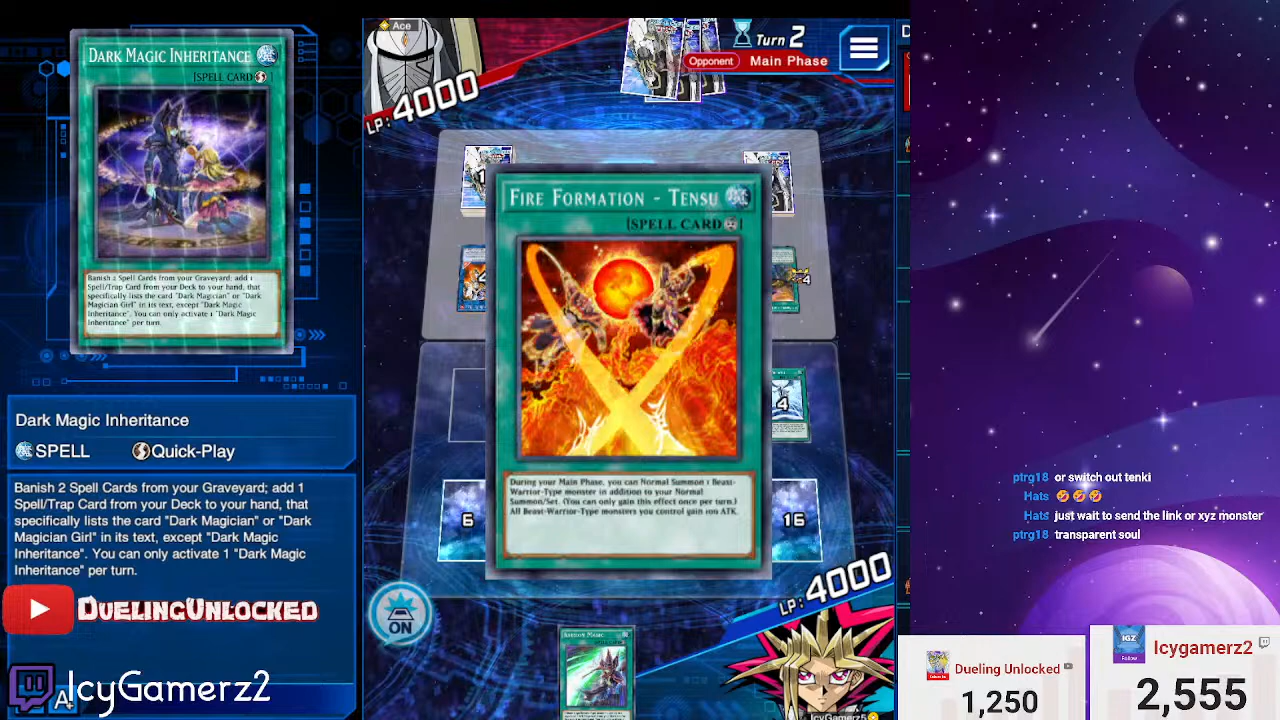 DARK MAGIC INHERITANCE
[SPELL CARD]
Banish 2 Spell Cards from your Graveyard; add 1
Spell/Trap Card from your Deck to your hand, that
specifically lists the card "Dark Magician" or "Dark
Magician Girl" in its text, except "Dark Magic
Inheritance". You can only activate 1 "Dark Magic
Inheritance" per turn.
Dark Magic Inheritance
SPELL Quick-Play
Banish 2 Spell Cards from your Graveyard; add 1
Spell/Trap Card from your Deck to your hand, that
specifically lists the card "Dark Magician" or "Dark
Magician Girl" in its text, except "Dark Magic
Inheritance". You can only activate 1 "Dark Magic
Inheritance" per turn.
DUELINGUNLOCKED
IcyGamerz2
Ace
LP: 4000
Turn 2
Opponent Main Phase
FIRE FORMATION - TENSU
[SPELL CARD]
During your Main Phase, you can Normal Summon 1 Beast-
Warrior-Type monster in addition to your Normal
Summon/Set. (You can only gain this effect once per turn.)
All Beast-Warrior-Type monsters you control gain 100 ATK.
4
4
6
16
ON
LP: 4000
IcyGamerz5
ptrg18 or switch him
Hats hmmm
Hats just wait to send the link or xyz monster
ptrg18 transparent soul
Dueling Unlocked
1,250
IGZ
Follow
Icygamerz2
2,555